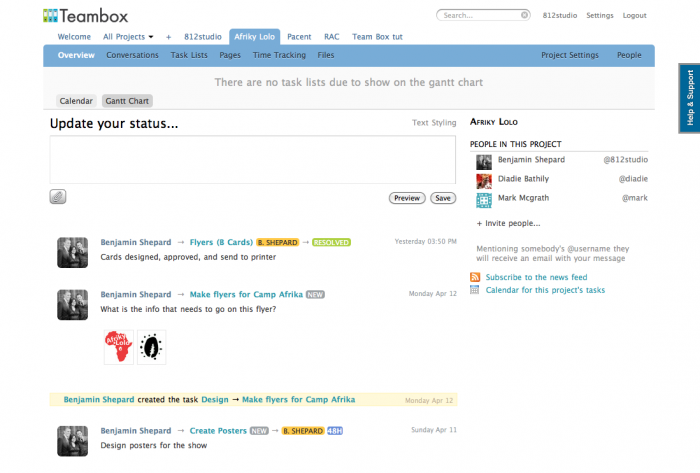 Teambox
Search... 812studio Settings Logout
Welcome All Projects + 812studio Afriky Lolo Pacent RAC Team Box tut
Overview Conversations Task Lists Pages Time Tracking Files Project Settings People
There are no task lists due to show on the gantt chart
Help & Support
Calendar Gantt Chart
Update your status... Text Styling
Preview Save
AFRIKY LOLO
PEOPLE IN THIS PROJECT
Benjamin Shepard @812studio
Diadie Bathily @diadie
Mark Mcgrath @mark
+ Invite people...
Mentioning somebody's @username they
will receive an email with your message
Subscribe to the news feed
Calendar for this project's tasks
Benjamin Shepard → Flyers (B Cards) B. SHEPARD → RESOLVED Yesterday 03:50 PM
Cards designed, approved, and send to printer
Benjamin Shepard → Make flyers for Camp Afrika NEW Monday Apr 12
What is the info that needs to go on this flyer?
Afriky
Lolo
Benjamin Shepard created the task Design → Make flyers for Camp Afrika Monday Apr 12
Benjamin Shepard → Create Posters NEW → B. SHEPARD 48H Sunday Apr 11
Design posters for the show